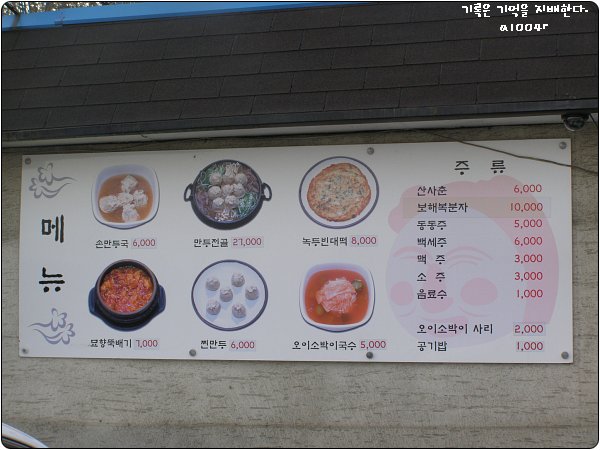 기록은 기억을 지배한다.
a1004r
메뉴
손만두국 6,000
만두전골 27,000
녹두빈대떡 8,000
묘향뚝배기 7,000
찐만두 6,000
오이소박이국수 5,000
주 류
산사춘 6,000
보해복분자 10,000
동동주 5,000
백세주 6,000
맥 주 3,000
소 주 3,000
음료수 1,000
오이소박이 사리 2,000
공기밥 1,000